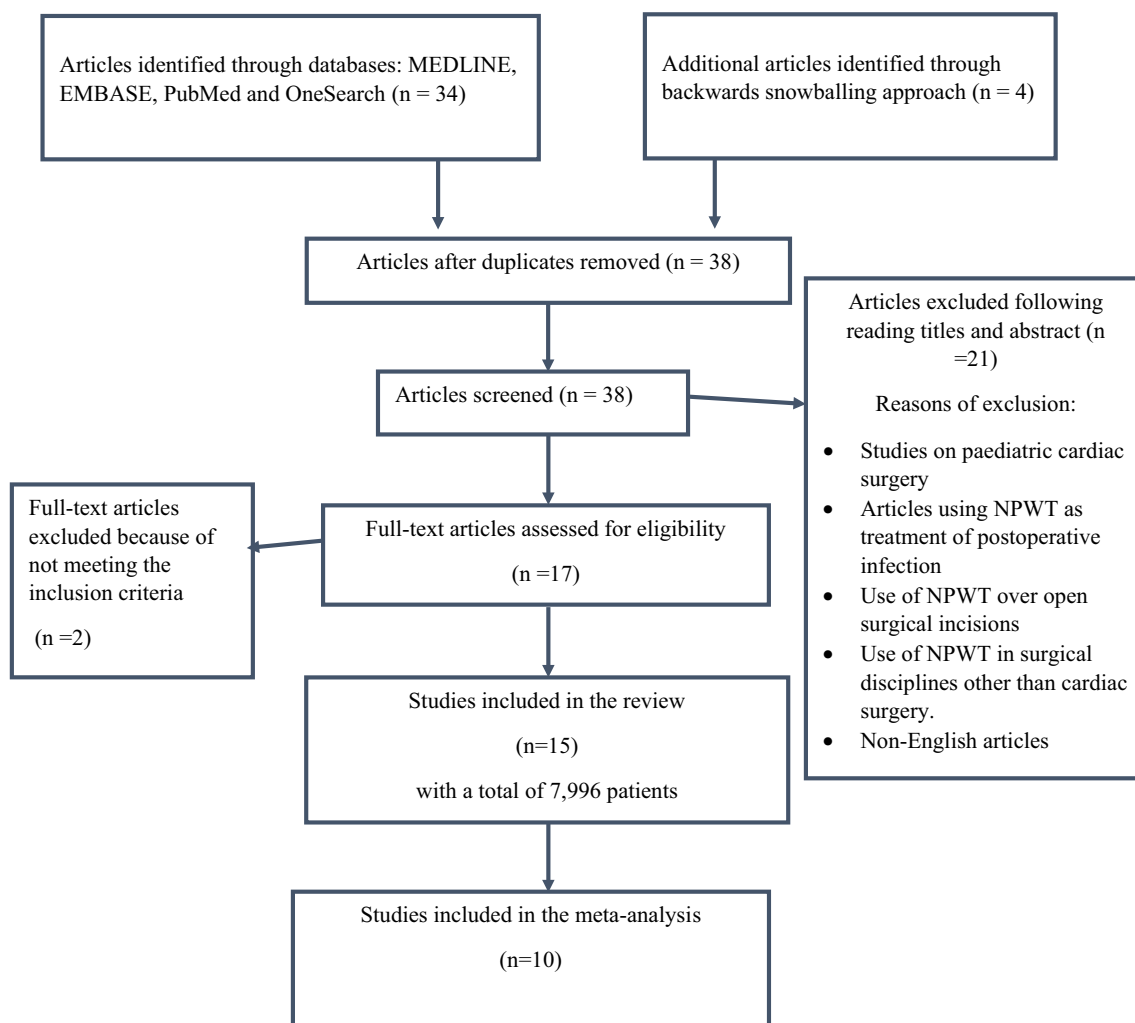 Articles identified through databases: MEDLINE,
EMBASE, PubMed and OneSearch (n = 34)
Additional articles identified through
backwards snowballing approach (n = 4)
Articles after duplicates removed (n = 38)
Articles screened (n = 38)
Articles excluded following
reading titles and abstract (n
=21)
Reasons of exclusion:
• Studies on paediatric cardiac
surgery
• Articles using NPWT as
treatment of postoperative
infection
• Use of NPWT over open
surgical incisions
• Use of NPWT in surgical
disciplines other than cardiac
surgery.
• Non-English articles
Full-text articles assessed for eligibility
(n =17)
Full-text articles
excluded because of
not meeting the
inclusion criteria
(n =2)
Studies included in the review
(n=15)
with a total of 7,996 patients
Studies included in the meta-analysis
(n=10)